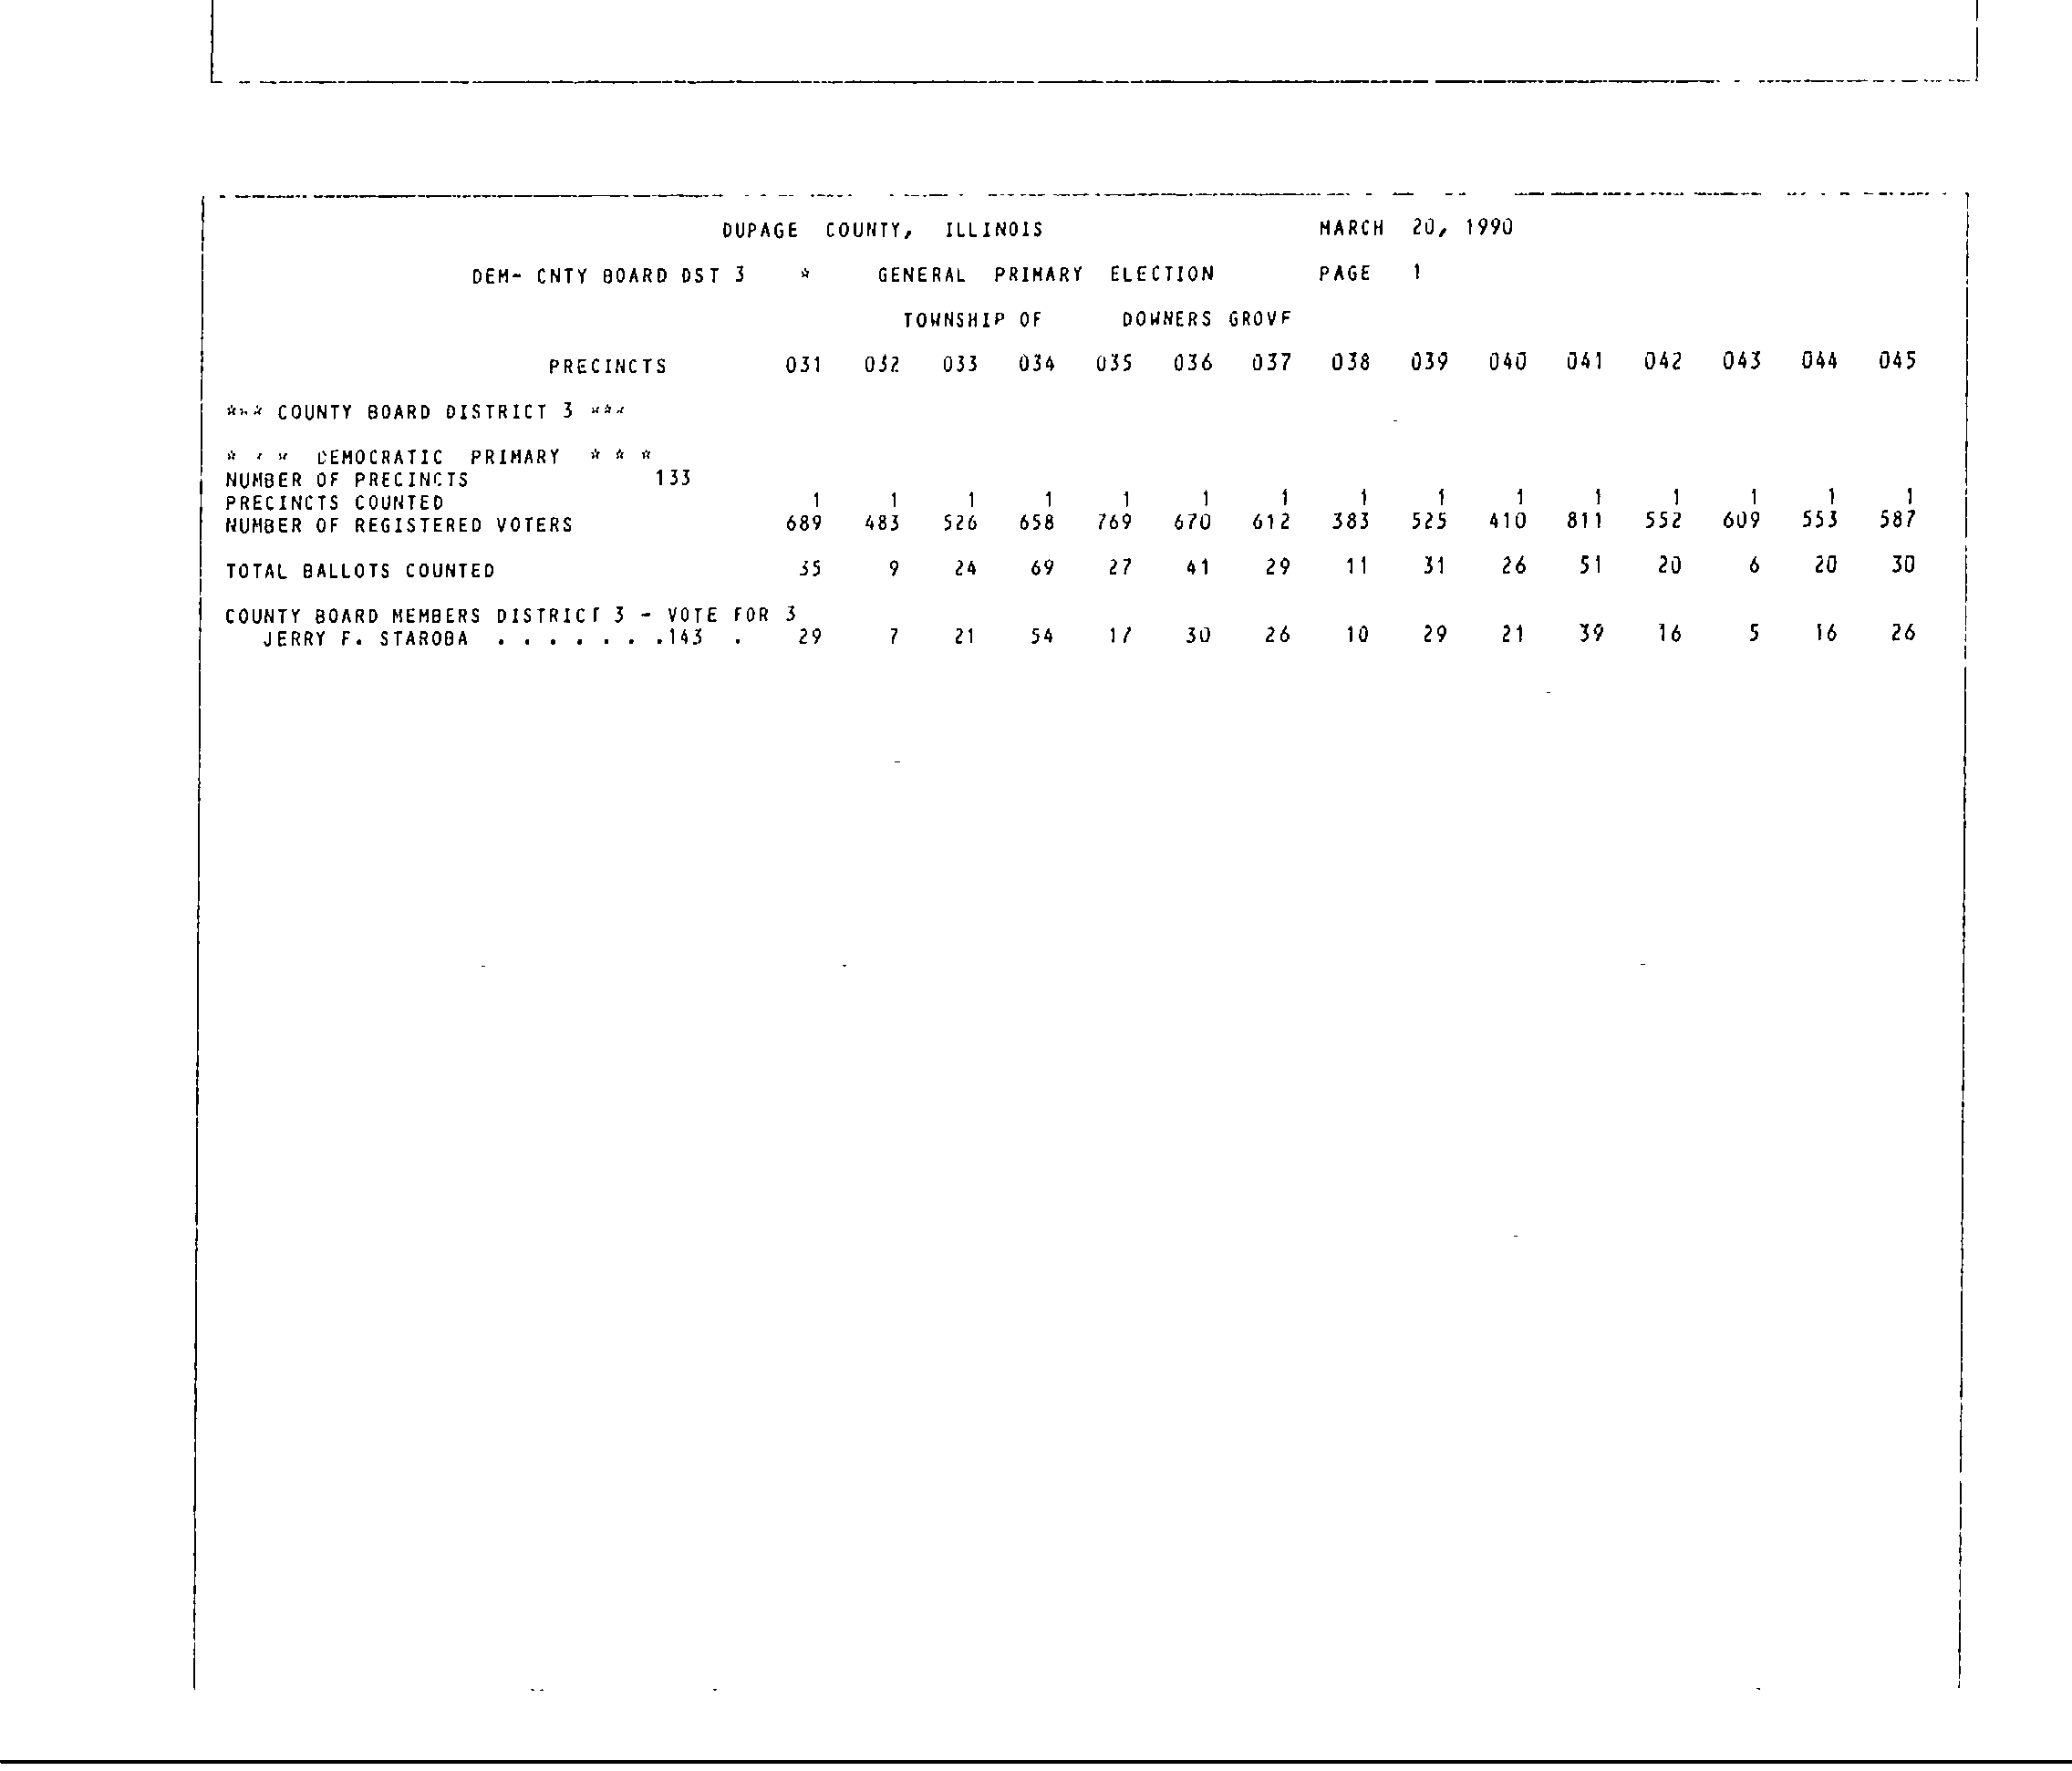 DUPAGE COUNTY, ILLINOIS MARCH 20, 1990
DEM- CNTY BOARD DST 3 * GENERAL PRIMARY ELECTION PAGE 1
TOWNSHIP OF DOWNERS GROVE
PRECINCTS 031 032 033 034 035 036 037 038 039 040 041 042 043 044 045
*** COUNTY BOARD DISTRICT 3 ***
* * * DEMOCRATIC PRIMARY * * *
NUMBER OF PRECINCTS 133
PRECINCTS COUNTED 1 1 1 1 1 1 1 1 1 1 1 1 1 1 1
NUMBER OF REGISTERED VOTERS 689 483 526 658 769 670 612 383 525 410 811 552 609 553 587
TOTAL BALLOTS COUNTED 35 9 24 69 27 41 29 11 31 26 51 20 6 20 30
COUNTY BOARD MEMBERS DISTRICT 3 - VOTE FOR 3
JERRY F. STAROBA . . . . . . .143 . 29 7 21 54 17 30 26 10 29 21 39 16 5 16 26